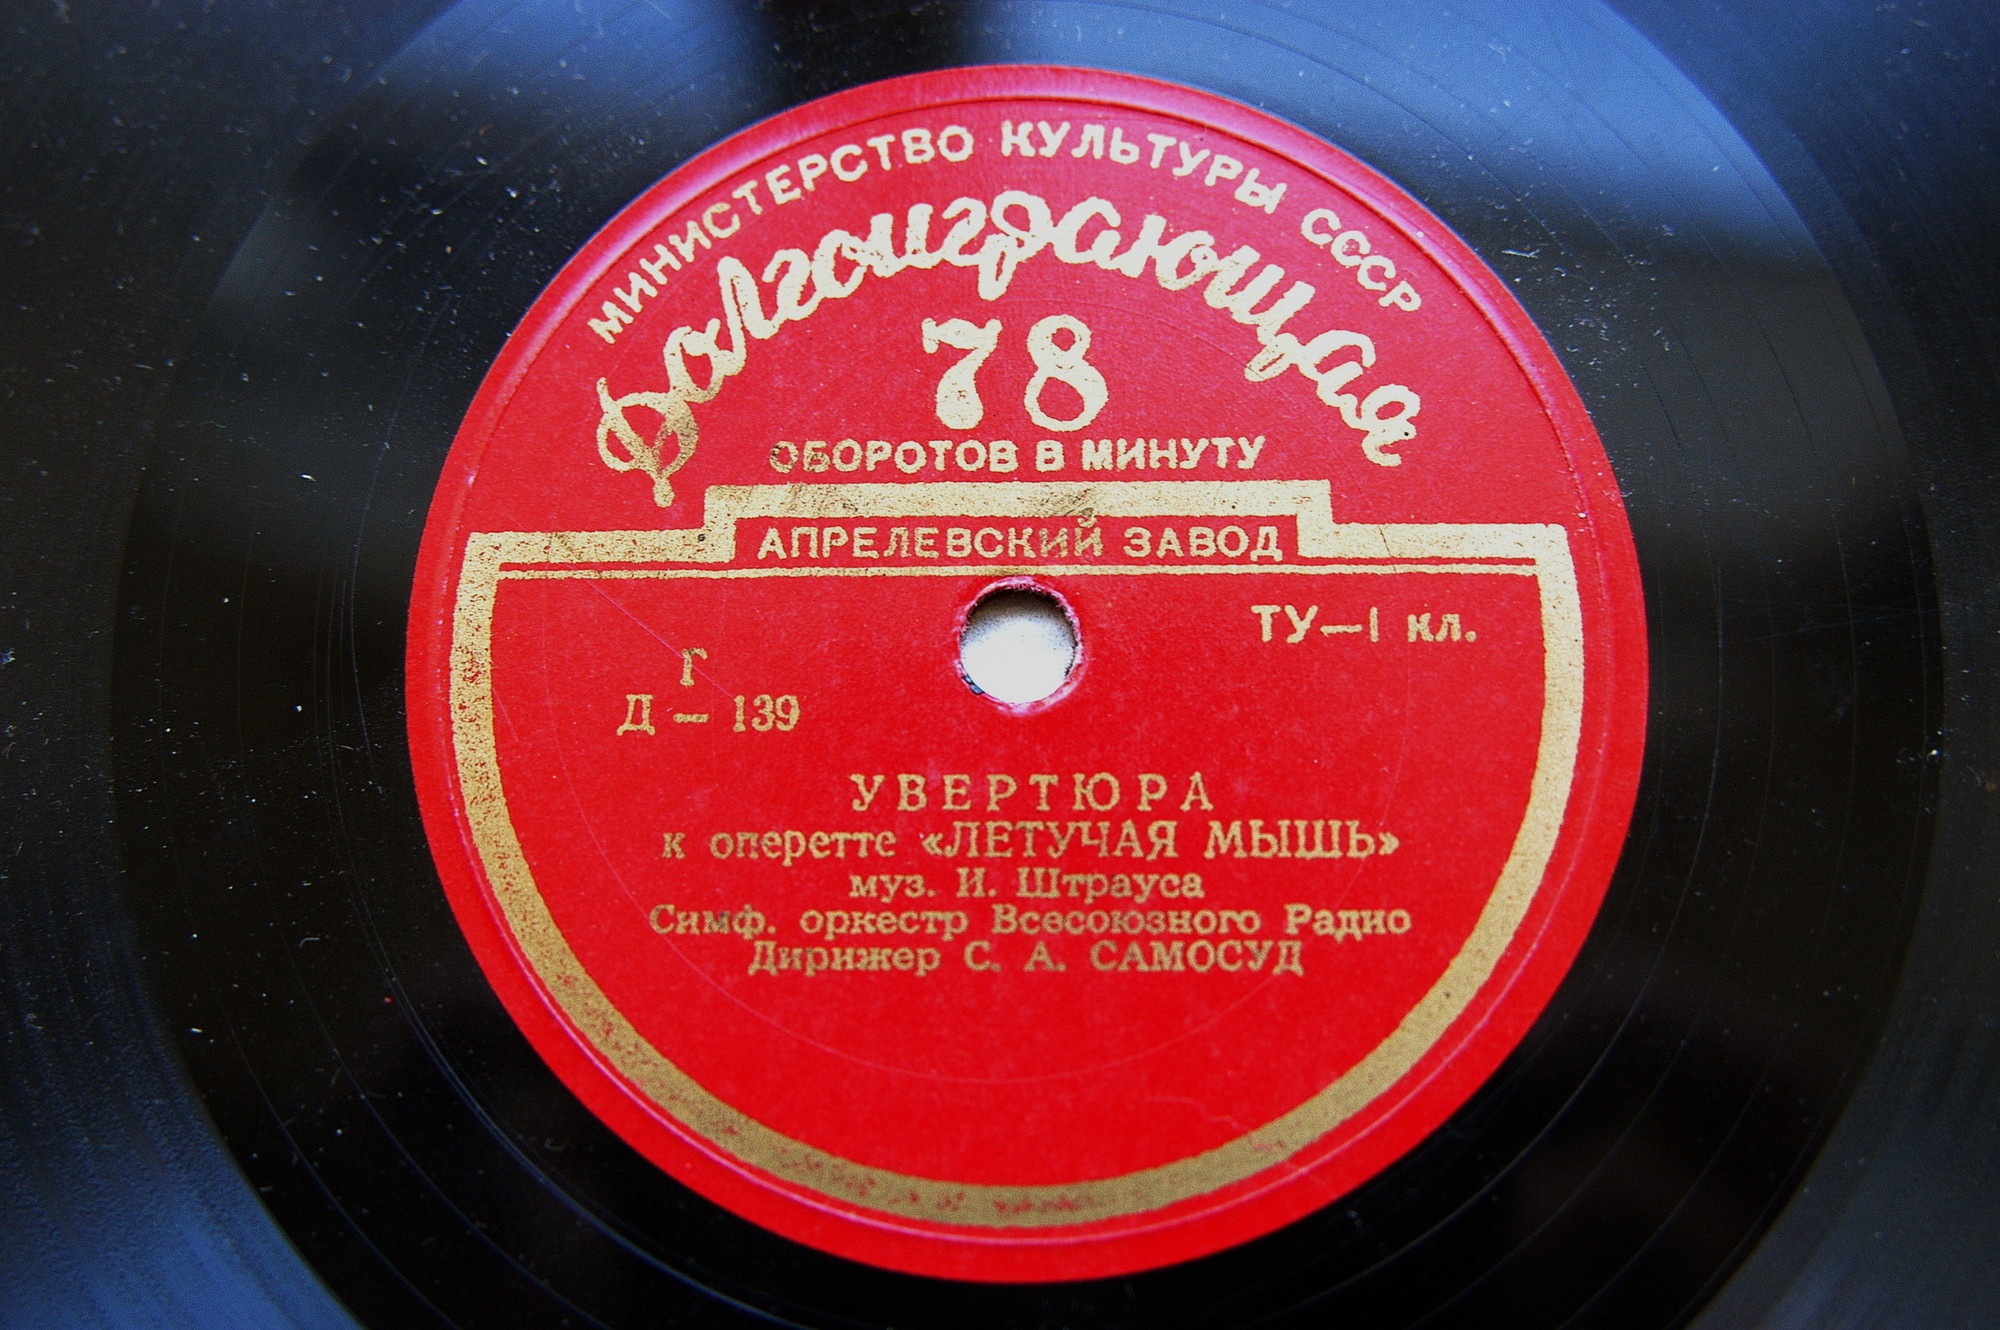 МИНИСТЕРСТВО КУЛЬТУРЫ СССР
Долгоиграющая
78
ОБОРОТОВ В МИНУТУ
АПРЕЛЕВСКИЙ ЗАВОД
ТУ—I кл.
Г
Д — 139
УВЕРТЮРА
к оперетте «ЛЕТУЧАЯ МЫШЬ»
муз. И. Штрауса
Симф. оркестр Всесоюзного Радио
Дирижер С. А. САМОСУД